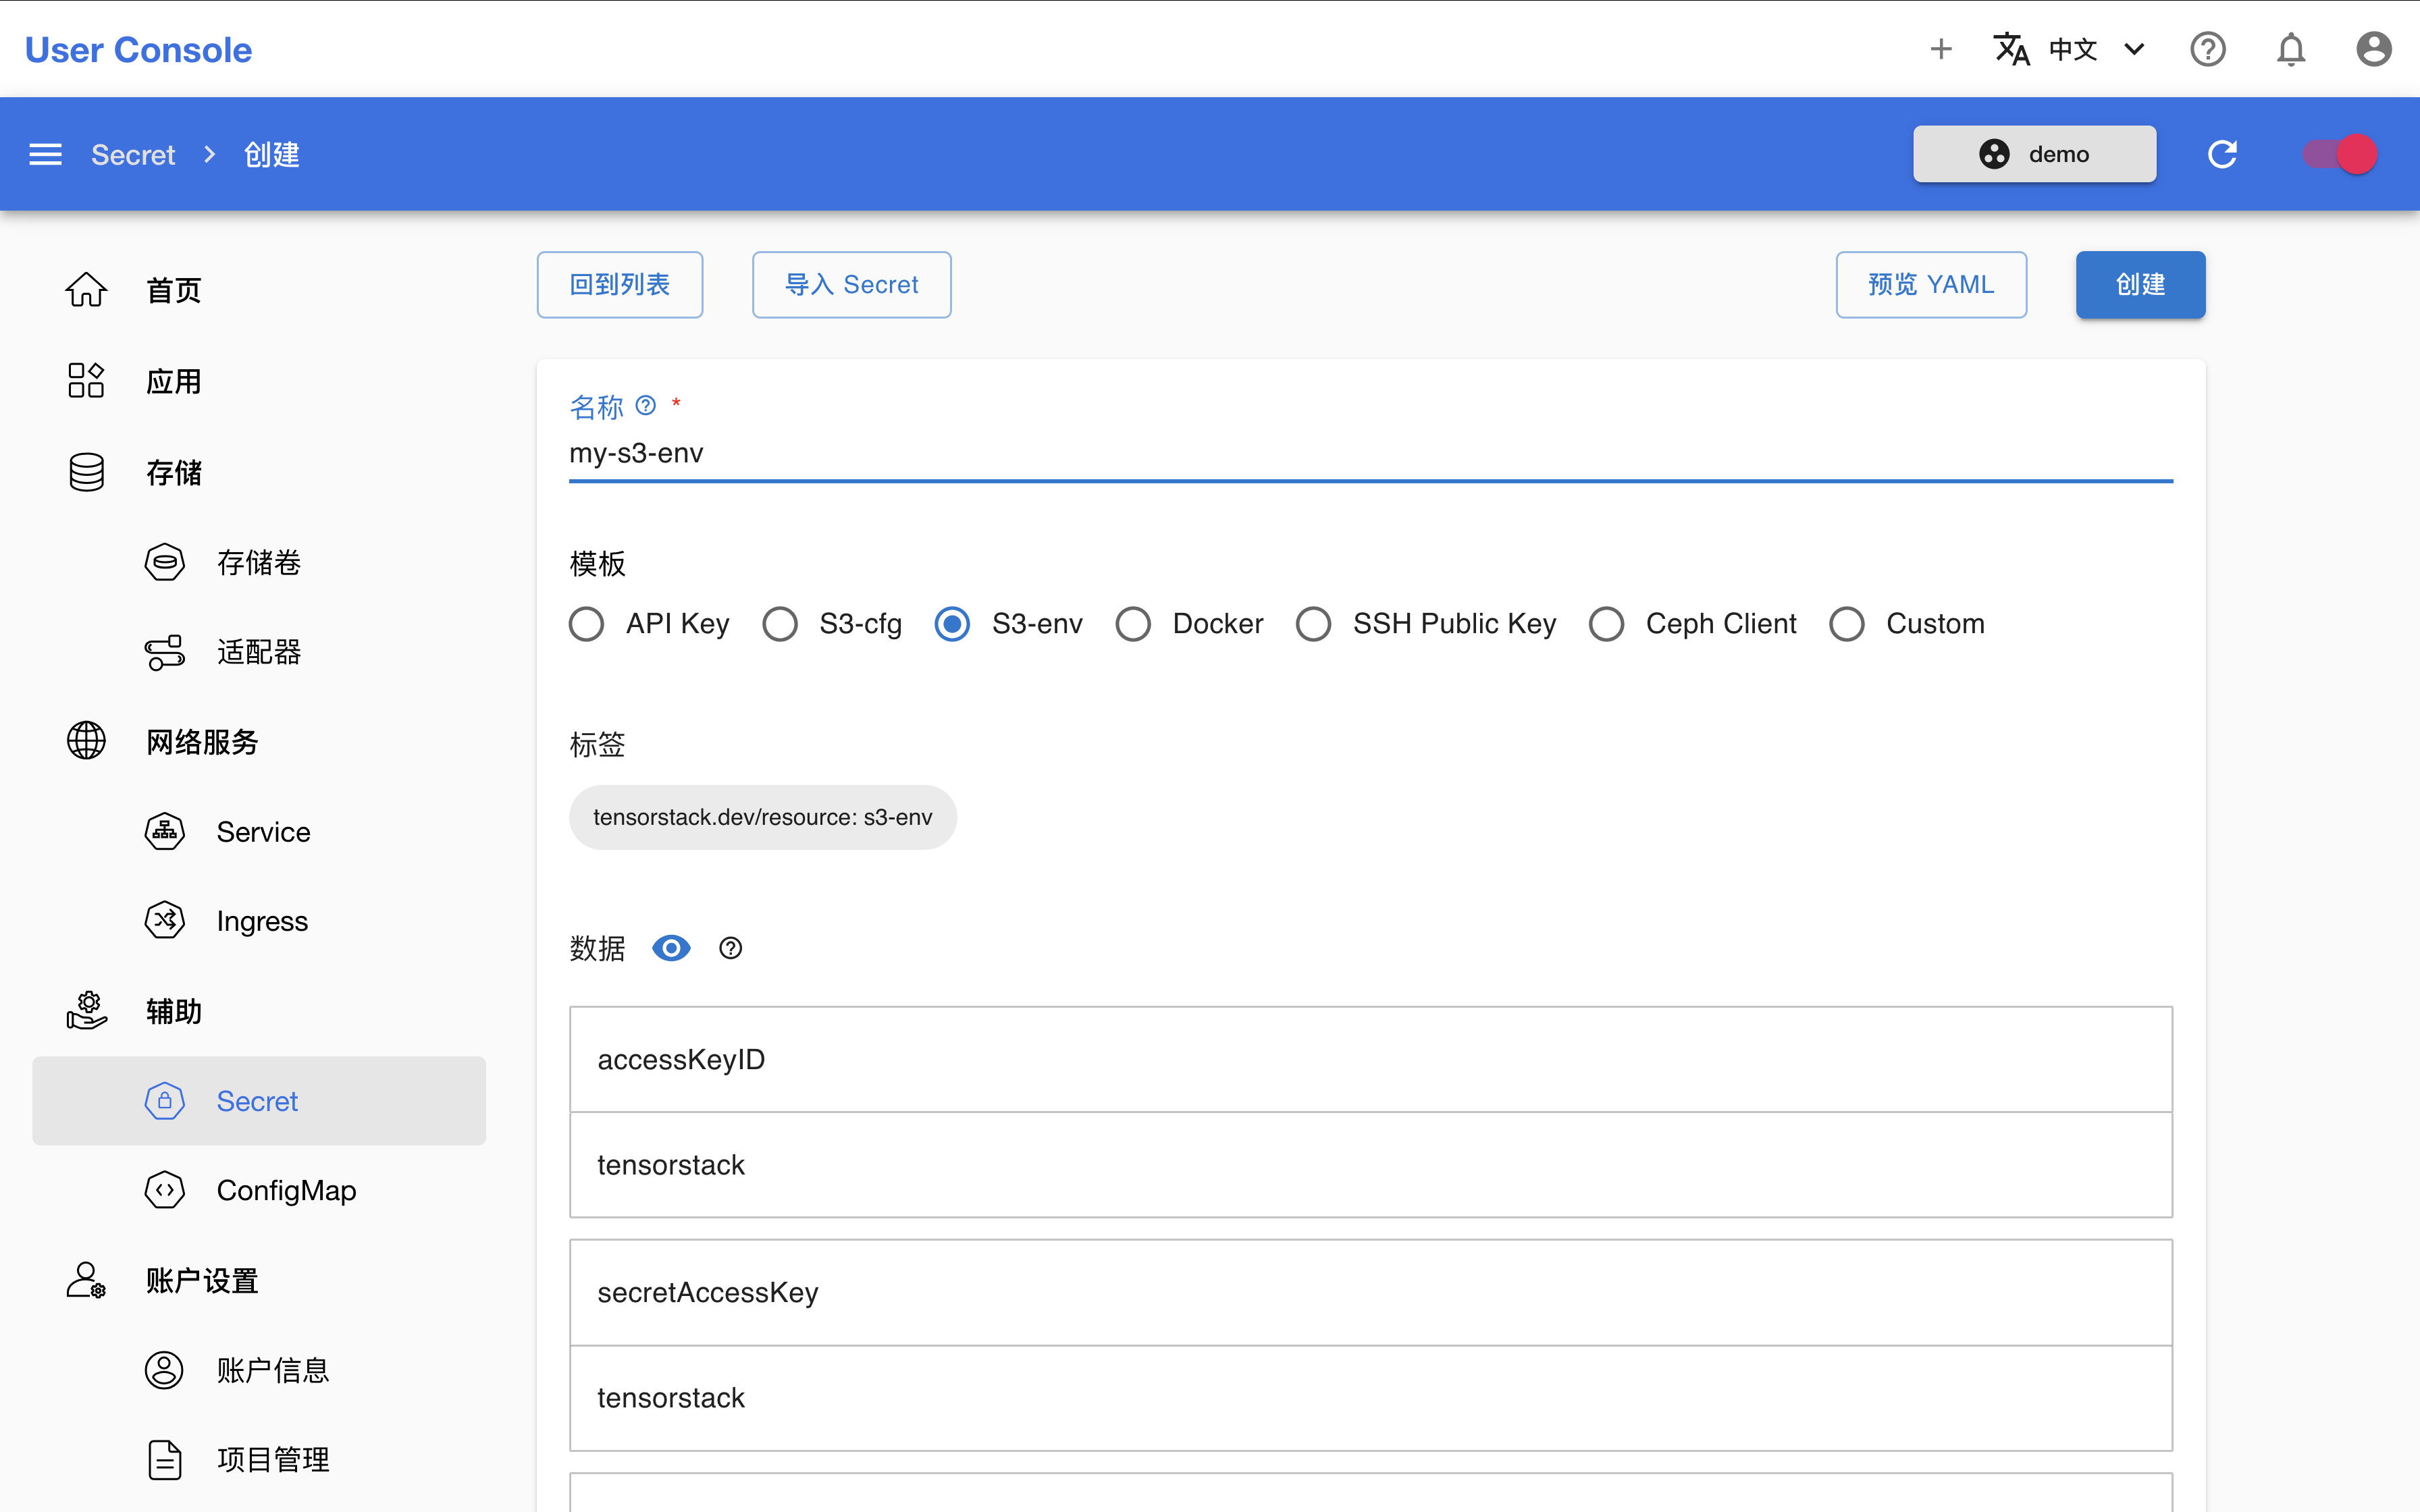 User Console
中文
Secret
创建
demo
首页
应用
存储
存储卷
适配器
网络服务
Service
Ingress
辅助
Secret
ConfigMap
账户设置
账户信息
项目管理
回到列表
导入 Secret
预览 YAML
创建
名称 *
my-s3-env
模板
API Key
S3-cfg
S3-env
Docker
SSH Public Key
Ceph Client
Custom
标签
tensorstack.dev/resource: s3-env
数据
accessKeyID
tensorstack
secretAccessKey
tensorstack